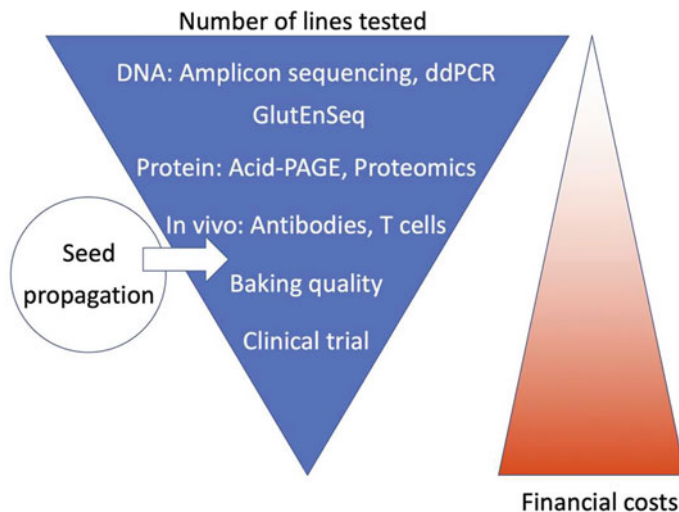 Number of lines tested
DNA: Amplicon sequencing, ddPCR
GlutEnSeq
Protein: Acid-PAGE, Proteomics
In vivo: Antibodies, T cells
Seed
propagation
Baking quality
Clinical trial
Financial costs